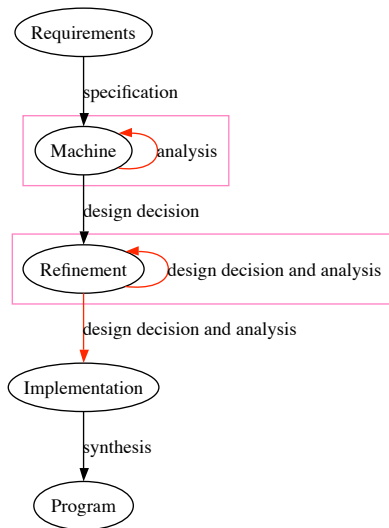 Requirements
specification
Machine
analysis
design decision
Refinement
design decision and analysis
design decision and analysis
Implementation
synthesis
Program